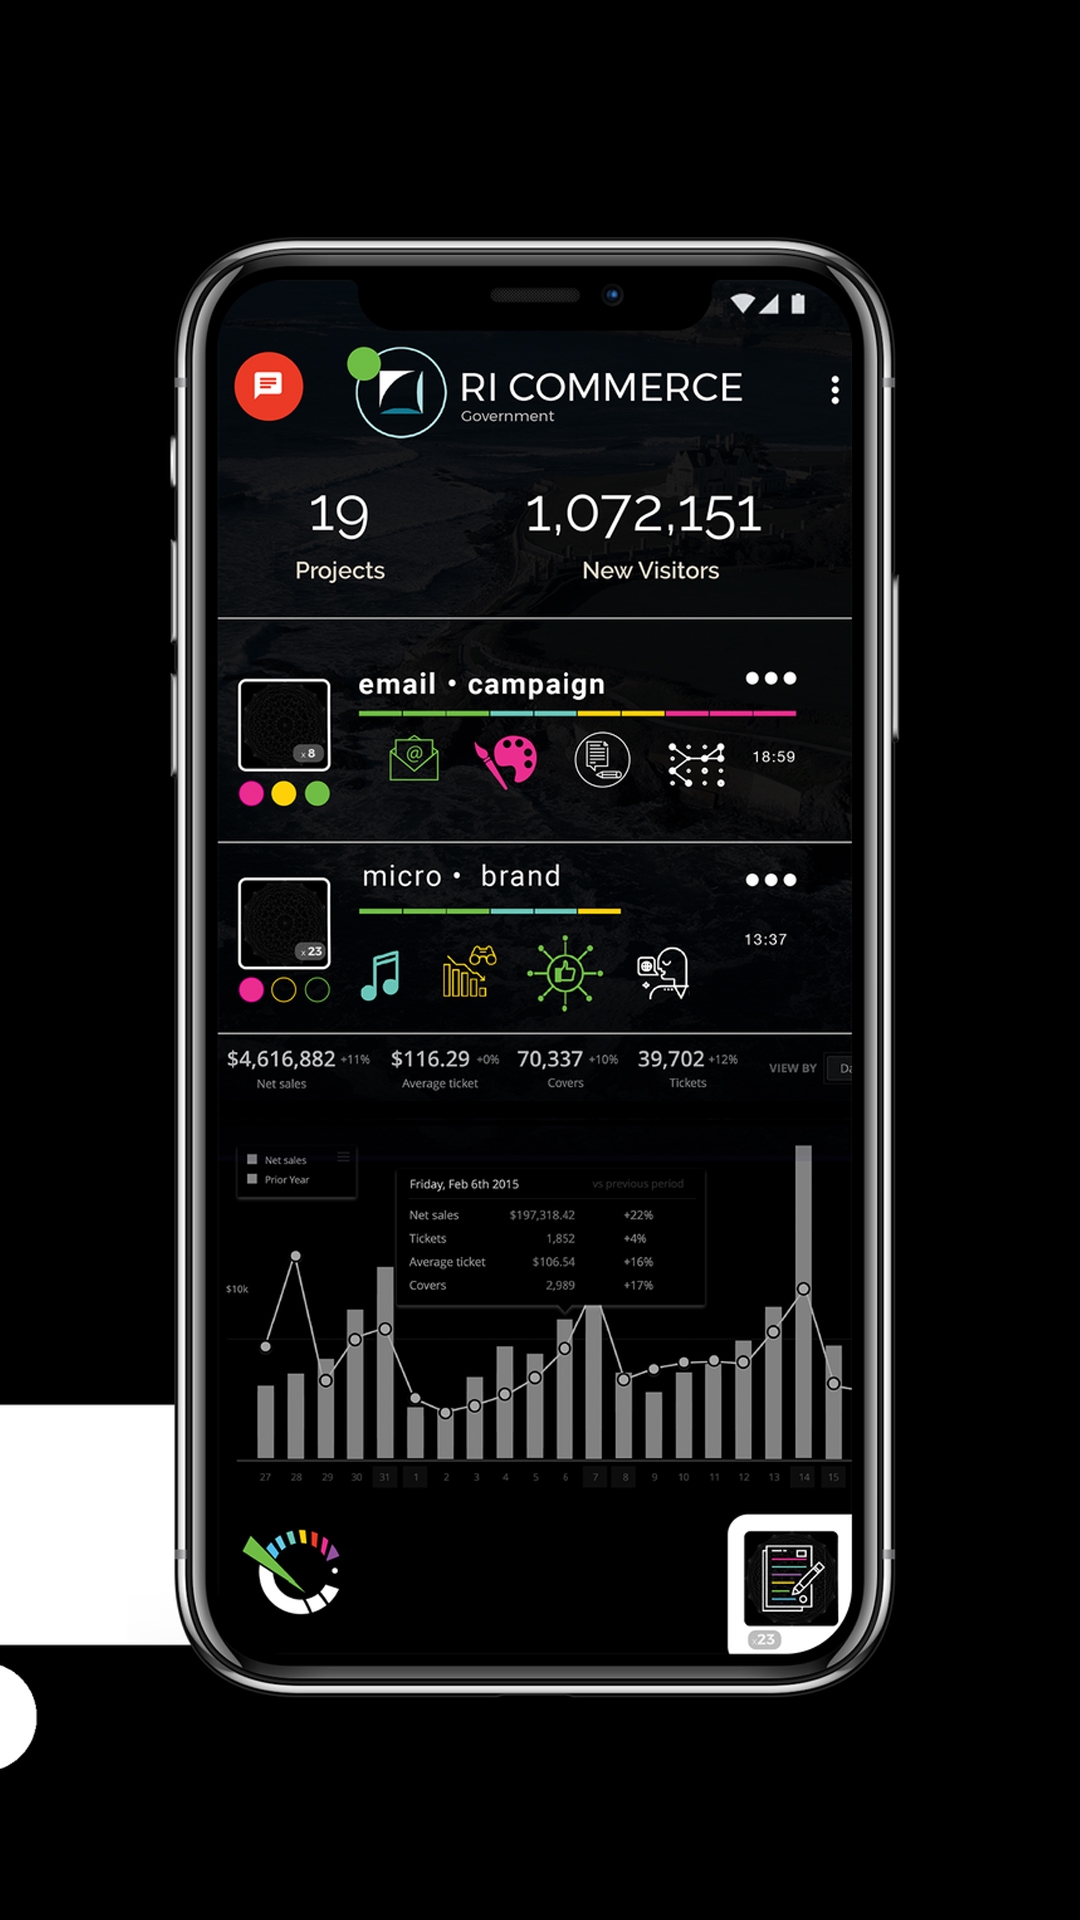 RI COMMERCE
Government
19
1,072,151
Projects
New Visitors
email • campaign
x 8
@
18:59
micro • brand
x 23
13:37
$4,616,882 +11%
$116.29 +0%
70,337 +10%
39,702 +12%
VIEW BY
Da
Net sales
Average ticket
Covers
Tickets
Net sales
Prior Year
Friday, Feb 6th 2015
vs previous period
Net sales $197,318.42 +22%
Tickets 1,852 +4%
Average ticket $106.54 +16%
Covers 2,989 +17%
$10k
27 28 29 30 31 1 2 3 4 5 6 7 8 9 10 11 12 13 14 15
x23